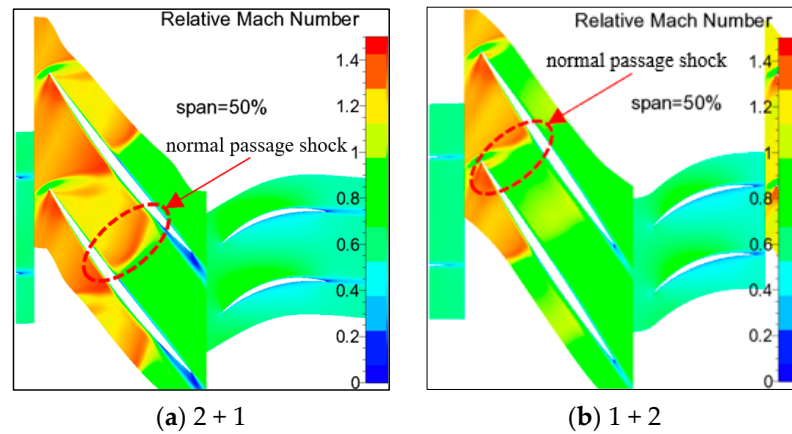 Relative Mach Number
1.4
span=50%
1.2
normal passage shock
1
0.8
0.6
0.4
0.2
0
(a) 2 + 1
Relative Mach Number
1.4
normal passage shock
1.2
span=50%
1
0.8
0.6
0.4
0.2
0
(b) 1 + 2